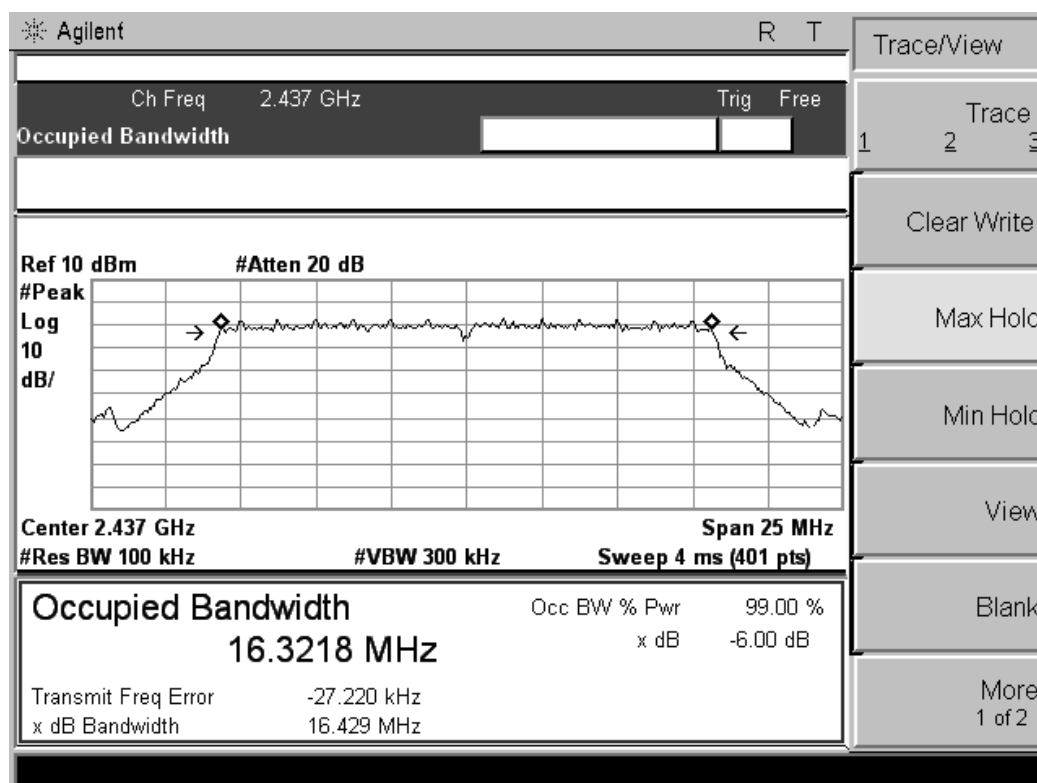 Agilent R T
Trace/View
Ch Freq 2.437 GHz Trig Free
Occupied Bandwidth
Trace
1 2 3
Clear Write
Ref 10 dBm #Atten 20 dB
#Peak
Log
10
dB/
Max Hold
Min Hold
View
Center 2.437 GHz Span 25 MHz
#Res BW 100 kHz #VBW 300 kHz Sweep 4 ms (401 pts)
Occupied Bandwidth
16.3218 MHz
Occ BW % Pwr 99.00 %
x dB -6.00 dB
Transmit Freq Error -27.220 kHz
x dB Bandwidth 16.429 MHz
Blank
More
1 of 2